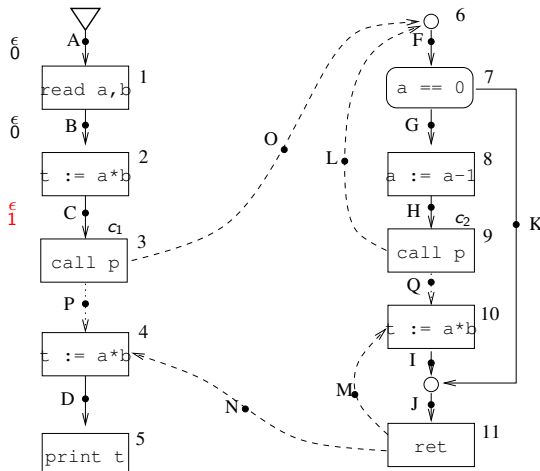 A
ϵ
0
1
read a,b
B
ϵ
0
2
t := a*b
C
ϵ
1
c1
3
call p
P
4
t := a*b
D
5
print t
O
L
N
M
6
F
7
a == 0
G
8
a := a-1
H
c2
9
call p
K
Q
10
t := a*b
I
J
11
ret